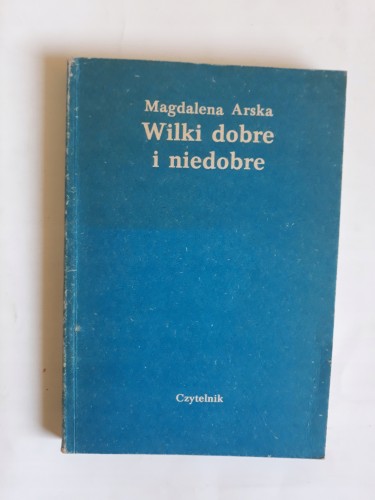 Magdalena Arska
Wilki dobre
i niedobre
Czytelnik